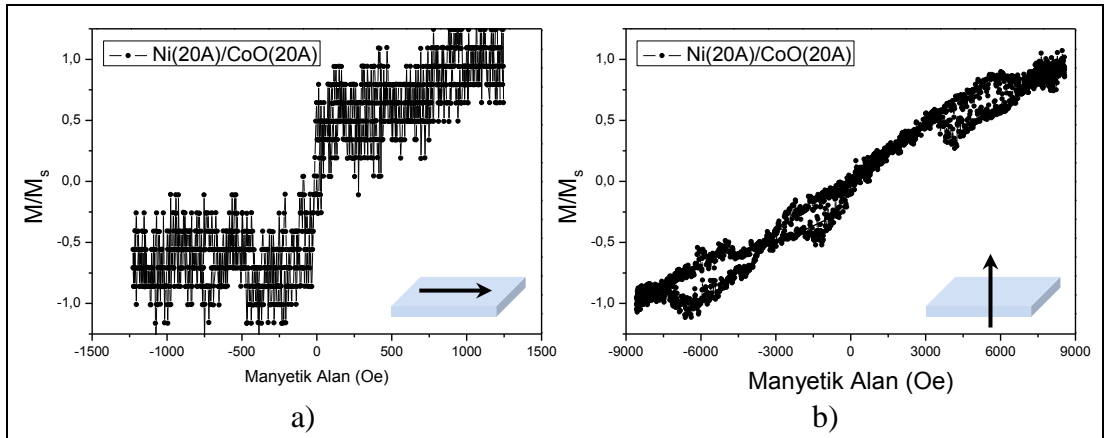 Ni(20A)/CoO(20A)
1,0
0,5
0,0
-0,5
-1,0
M/Ms
-1500 -1000 -500 0 500 1000 1500
Manyetik Alan (Oe)
a)
Ni(20A)/CoO(20A)
1,0
0,5
0,0
-0,5
-1,0
M/Ms
-9000 -6000 -3000 0 3000 6000 9000
Manyetik Alan (Oe)
b)